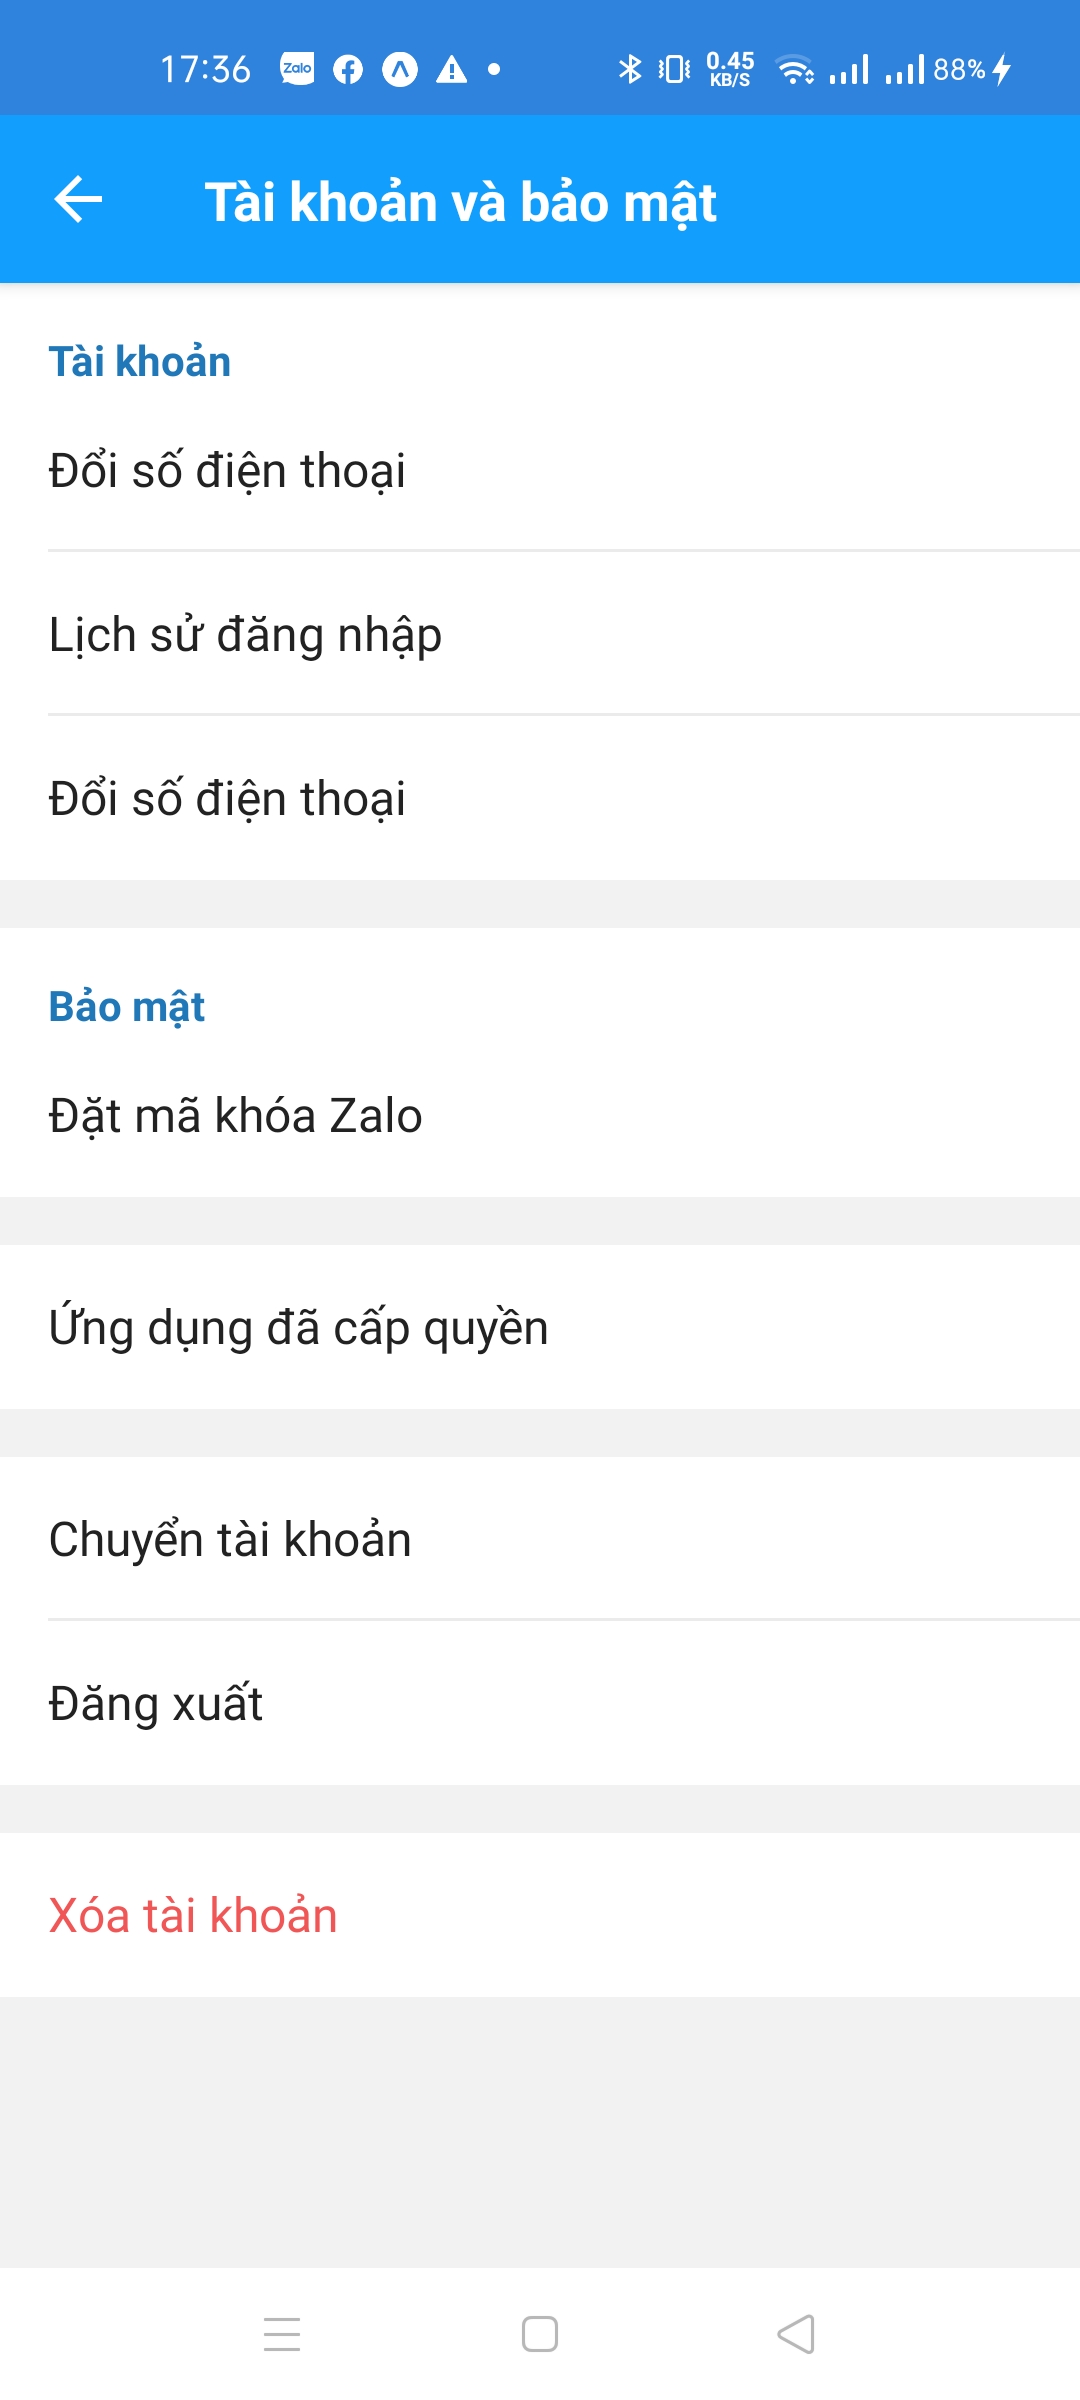 17:36 Zalo 0.45 KB/S 88%
Tài khoản và bảo mật
Tài khoản
Đổi số điện thoại
Lịch sử đăng nhập
Đổi số điện thoại
Bảo mật
Đặt mã khóa Zalo
Ứng dụng đã cấp quyền
Chuyển tài khoản
Đăng xuất
Xóa tài khoản